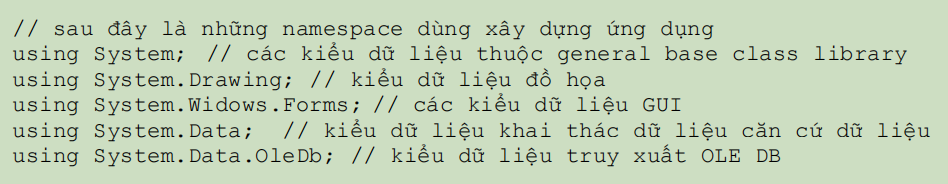 // sau đây là những namespace dùng xây dựng ứng dụng
using System; // các kiểu dữ liệu thuộc general base class library
using System.Drawing; // kiểu dữ liệu đồ họa
using System.Widows.Forms; // các kiểu dữ liệu GUI
using System.Data; // kiểu dữ liệu khai thác dữ liệu căn cứ dữ liệu
using System.Data.OleDb; // kiểu dữ liệu truy xuất OLE DB